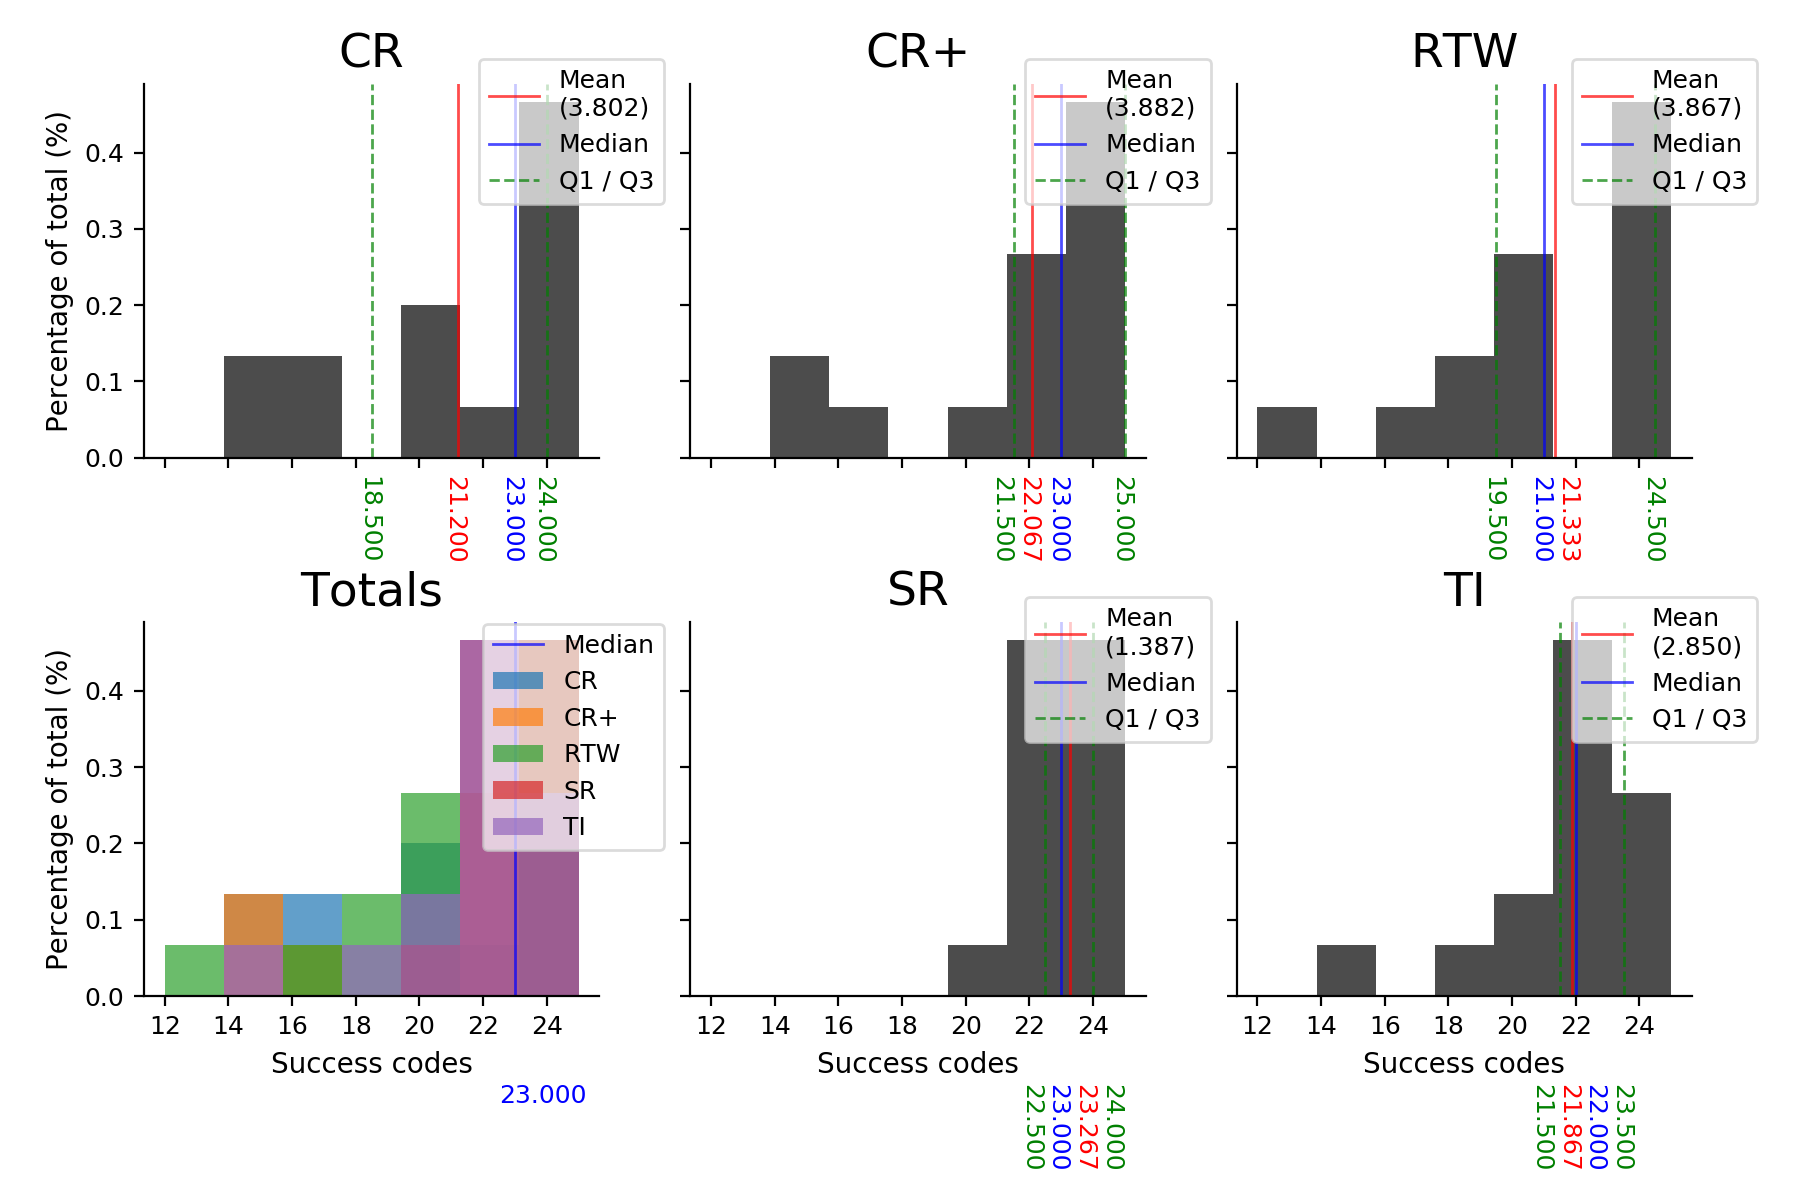 CR
Percentage of total (%)
0.4
0.3
0.2
0.1
0.0
Mean
(3.802)
Median
Q1 / Q3
18.500
21.200
23.000
24.000
CR+
Mean
(3.882)
Median
Q1 / Q3
21.500
22.067
23.000
25.000
RTW
Mean
(3.867)
Median
Q1 / Q3
19.500
21.000
21.333
24.500
Totals
Percentage of total (%)
0.4
0.3
0.2
0.1
0.0
Median
CR
CR+
RTW
SR
TI
12 14 16 18 20 22 24
Success codes
23.000
SR
Mean
(1.387)
Median
Q1 / Q3
12 14 16 18 20 22 24
Success codes
22.500
23.000
23.267
24.000
TI
Mean
(2.850)
Median
Q1 / Q3
12 14 16 18 20 22 24
Success codes
21.500
21.867
22.000
23.500